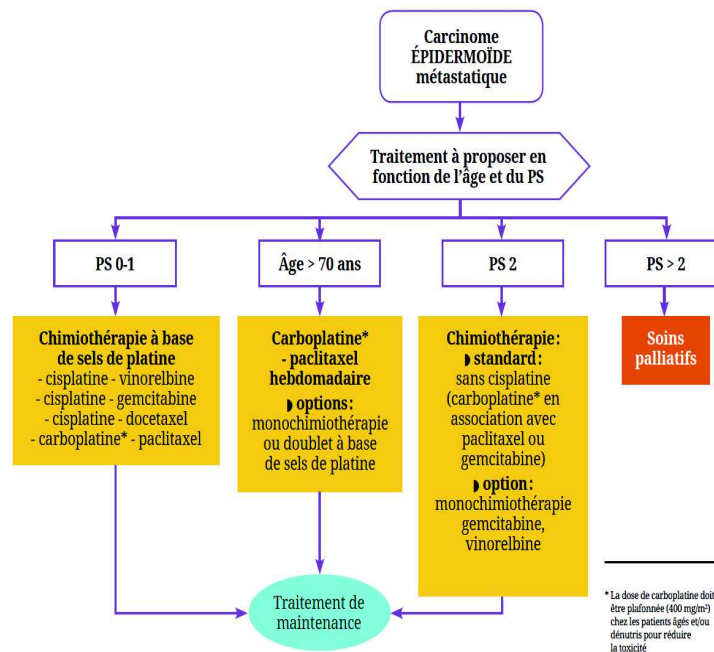 Carcinome
ÉPIDERMOÏDE
métastatique
Traitement à proposer en
fonction de l'âge et du PS
PS 0-1
Âge > 70 ans
PS 2
PS > 2
Chimiothérapie à base
de sels de platine
- cisplatine - vinorelbine
- cisplatine - gemcitabine
- cisplatine - docetaxel
- carboplatine* - paclitaxel
Carboplatine*
- paclitaxel
hebdomadaire
◗ options :
monochimiothérapie
ou doublet à base
de sels de platine
Chimiothérapie :
◗ standard :
sans cisplatine
(carboplatine* en
association avec
paclitaxel ou
gemcitabine)
◗ option :
monochimiothérapie
gemcitabine,
vinorelbine
Soins
palliatifs
Traitement de
maintenance
* La dose de carboplatine doit
être plafonnée (400 mg/m²)
chez les patients âgés et/ou
dénutris pour réduire
la toxicité